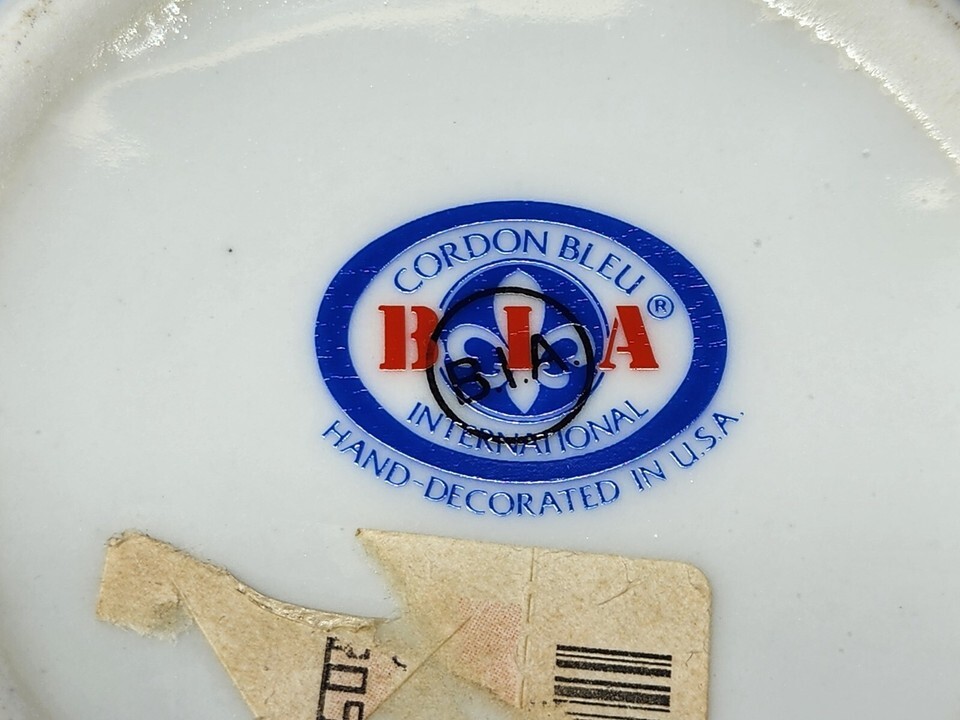 CORDON BLEU
B I A ®
B.I.A.
INTERNATIONAL
HAND-DECORATED IN U.S.A.